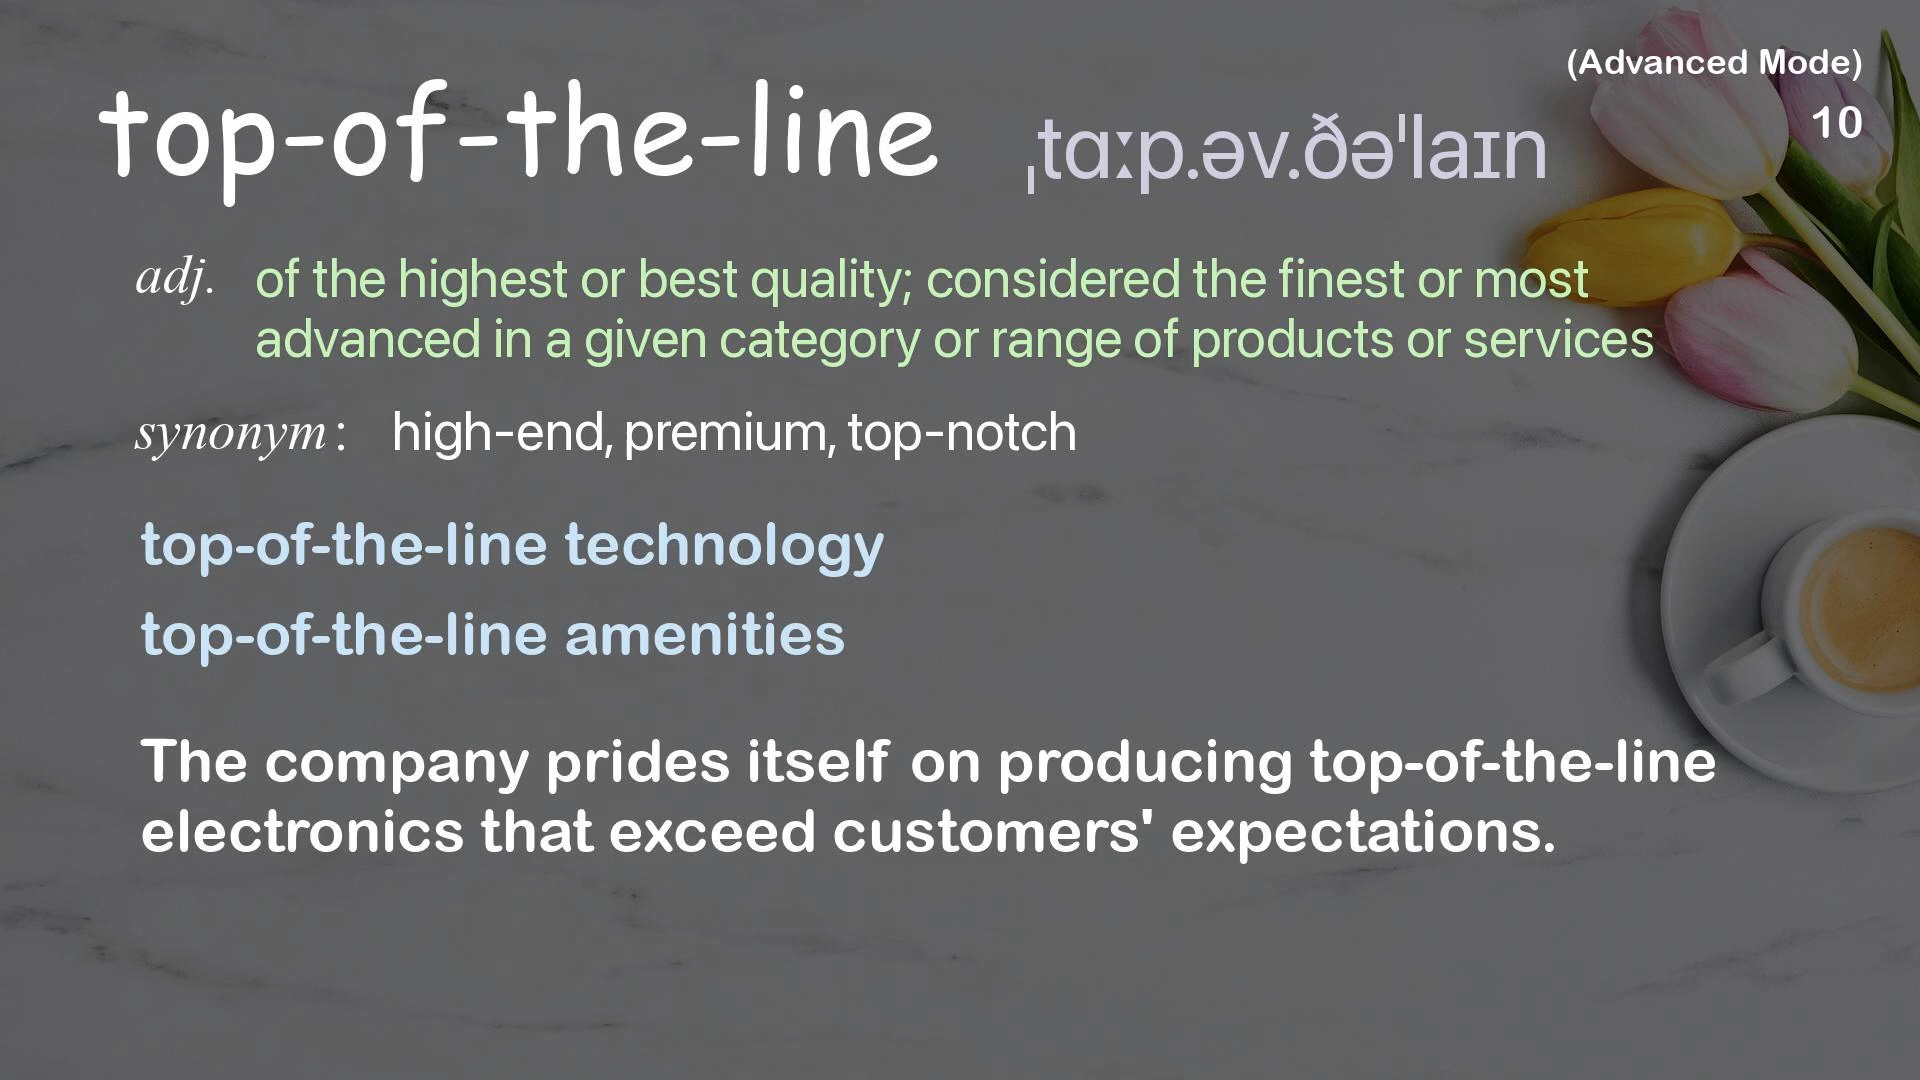 (Advanced Mode)
top-of-the-line ˌtɑːp.əv.ðəˈlaɪn
10
adj. of the highest or best quality; considered the finest or most
advanced in a given category or range of products or services
synonym: high-end, premium, top-notch
top-of-the-line technology
top-of-the-line amenities
The company prides itself on producing top-of-the-line
electronics that exceed customers' expectations.